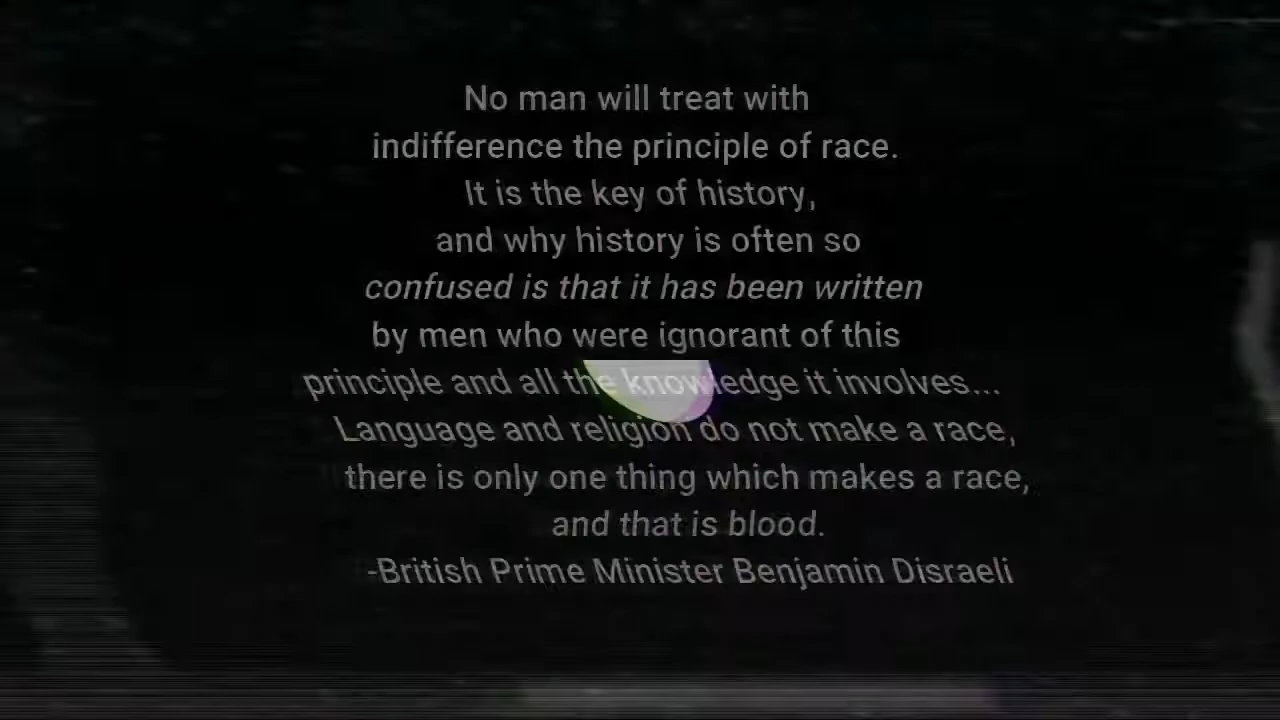 No man will treat with
indifference the principle of race.
It is the key of history,
and why history is often so
confused is that it has been written
by men who were ignorant of this
principle and all the knowledge it involves...
Language and religion do not make a race,
there is only one thing which makes a race,
and that is blood.
-British Prime Minister Benjamin Disraeli